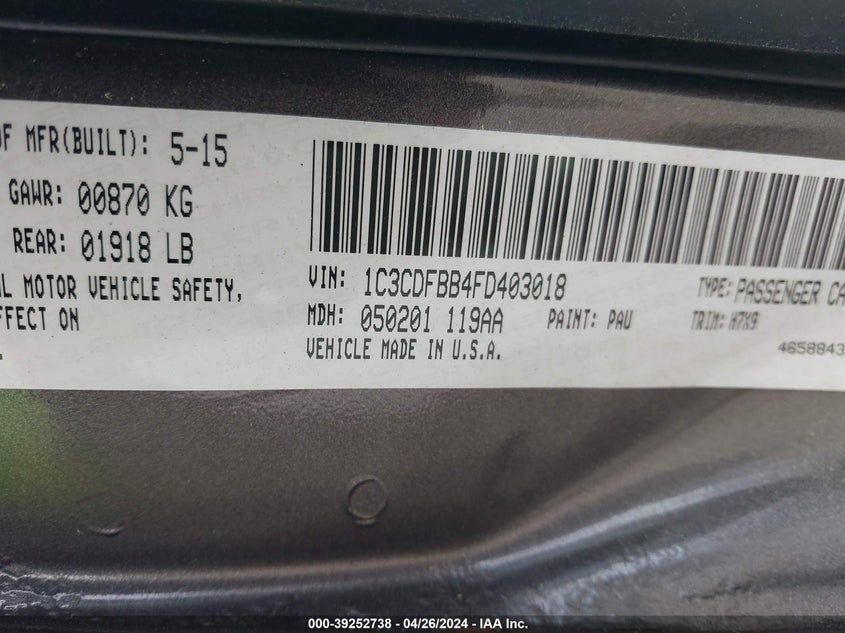 OF MFR(BUILT): 5-15
GAWR: 00870 KG
REAR: 01918 LB
MOTOR VEHICLE SAFETY,
EFFECT ON
VIN: 1C3CDFBB4FD403018
TYPE: PASSENGER CA
MDH: 050201 119AA
PAINT: PAU
TRIM: H7X9
VEHICLE MADE IN U.S.A.
4658843
000-39252738 - 04/26/2024 - IAA Inc.